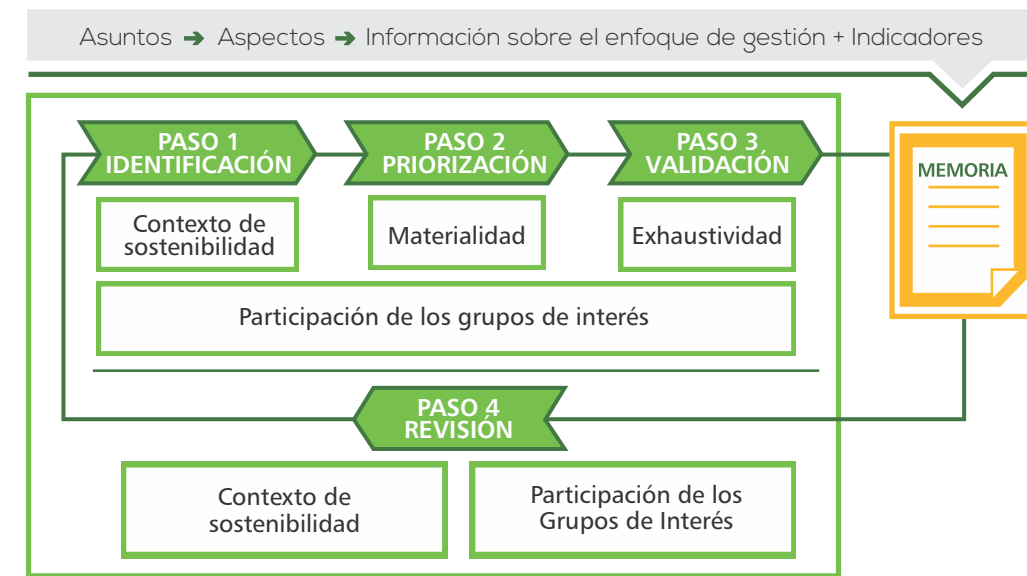 Asuntos ➔ Aspectos ➔ Información sobre el enfoque de gestión + Indicadores
PASO 1
IDENTIFICACIÓN
PASO 2
PRIORIZACIÓN
PASO 3
VALIDACIÓN
MEMORIA
Contexto de
sostenibilidad
Materialidad
Exhaustividad
Participación de los grupos de interés
PASO 4
REVISIÓN
Contexto de
sostenibilidad
Participación de los
Grupos de Interés